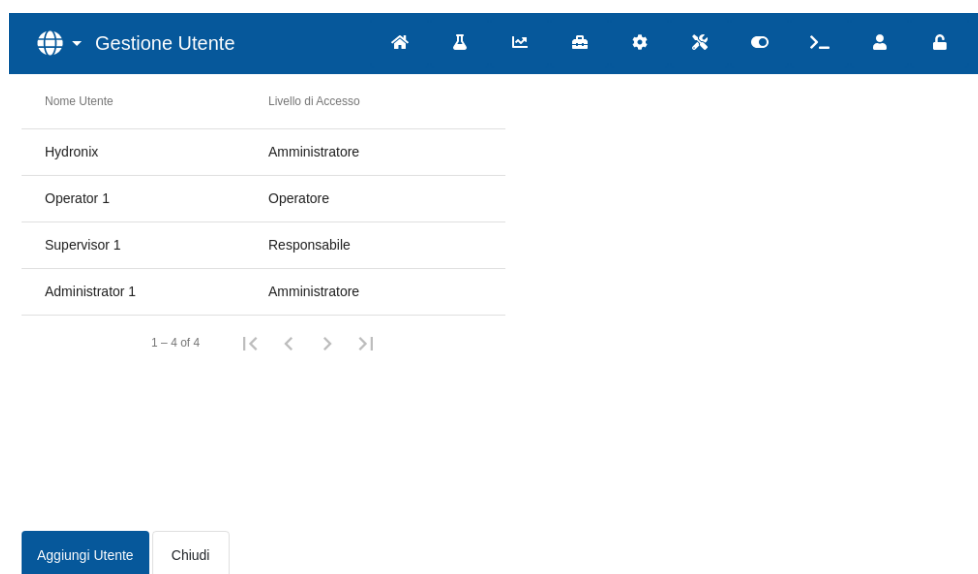 Gestione Utente
Nome Utente Livello di Accesso
Hydronix Amministratore
Operator 1 Operatore
Supervisor 1 Responsabile
Administrator 1 Amministratore
1 – 4 of 4
Aggiungi Utente Chiudi